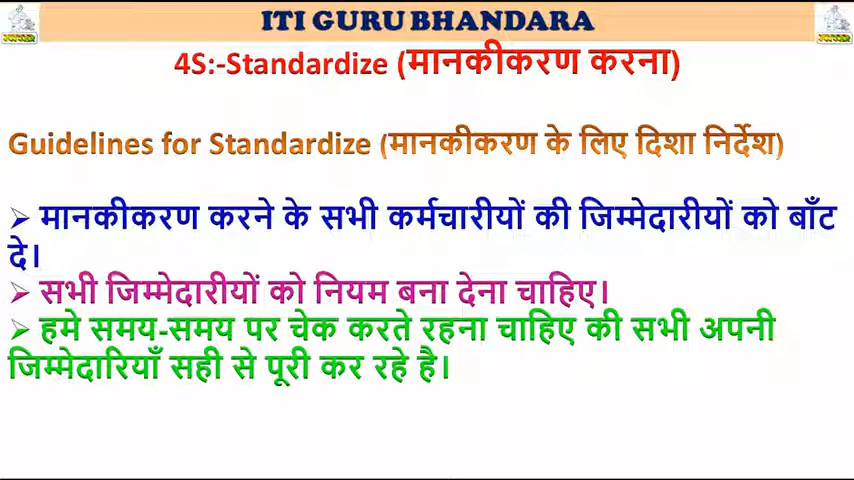 ITI GURU BHANDARA
4S:-Standardize (मानकीकरण करना)
Guidelines for Standardize (मानकीकरण के लिए दिशा निर्देश)
➢ मानकीकरण करने के सभी कर्मचारीयों की जिम्मेदारीयों को बाँट
दे।
➢ सभी जिम्मेदारीयों को नियम बना देना चाहिए।
➢ हमे समय-समय पर चेक करते रहना चाहिए की सभी अपनी
जिम्मेदारियाँ सही से पूरी कर रहे है।